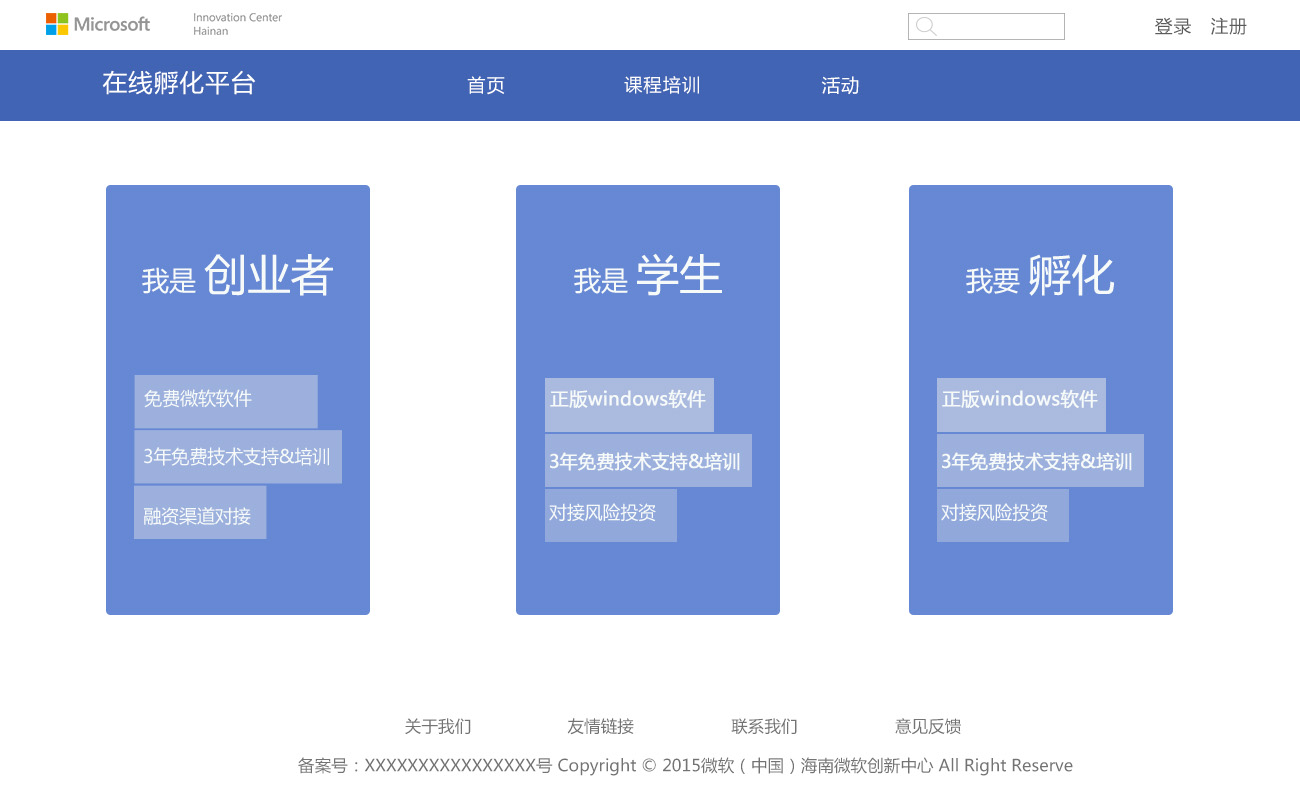 Microsoft
Innovation Center
Hainan
登录 注册
在线孵化平台 首页 课程培训 活动
我是 创业者
免费微软软件
3年免费技术支持&培训
融资渠道对接
我是 学生
正版windows软件
3年免费技术支持&培训
对接风险投资
我要 孵化
正版windows软件
3年免费技术支持&培训
对接风险投资
关于我们 友情链接 联系我们 意见反馈
备案号：XXXXXXXXXXXXXXXX号 Copyright © 2015微软（中国）海南微软创新中心 All Right Reserve